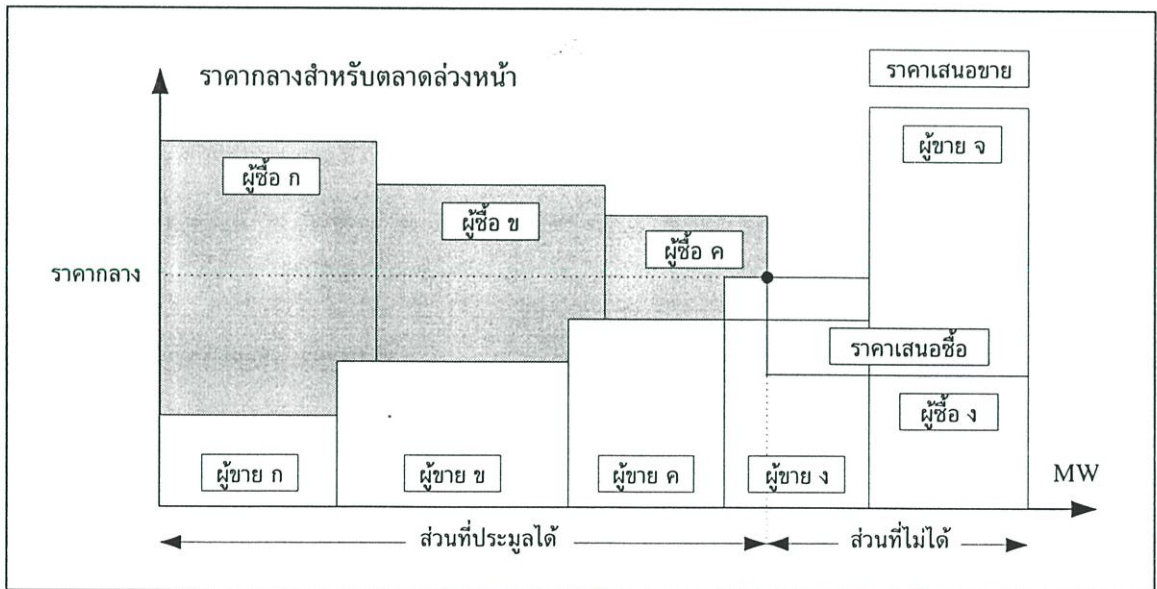 ราคากลางสำหรับตลาดล่วงหน้า
ราคาเสนอขาย
ผู้ขาย จ
ผู้ซื้อ ก
ผู้ซื้อ ข
ผู้ซื้อ ค
ราคากลาง
ราคาเสนอซื้อ
ผู้ซื้อ ง
ผู้ขาย ก
ผู้ขาย ข
ผู้ขาย ค
ผู้ขาย ง
MW
ส่วนที่ประมูลได้
ส่วนที่ไม่ได้